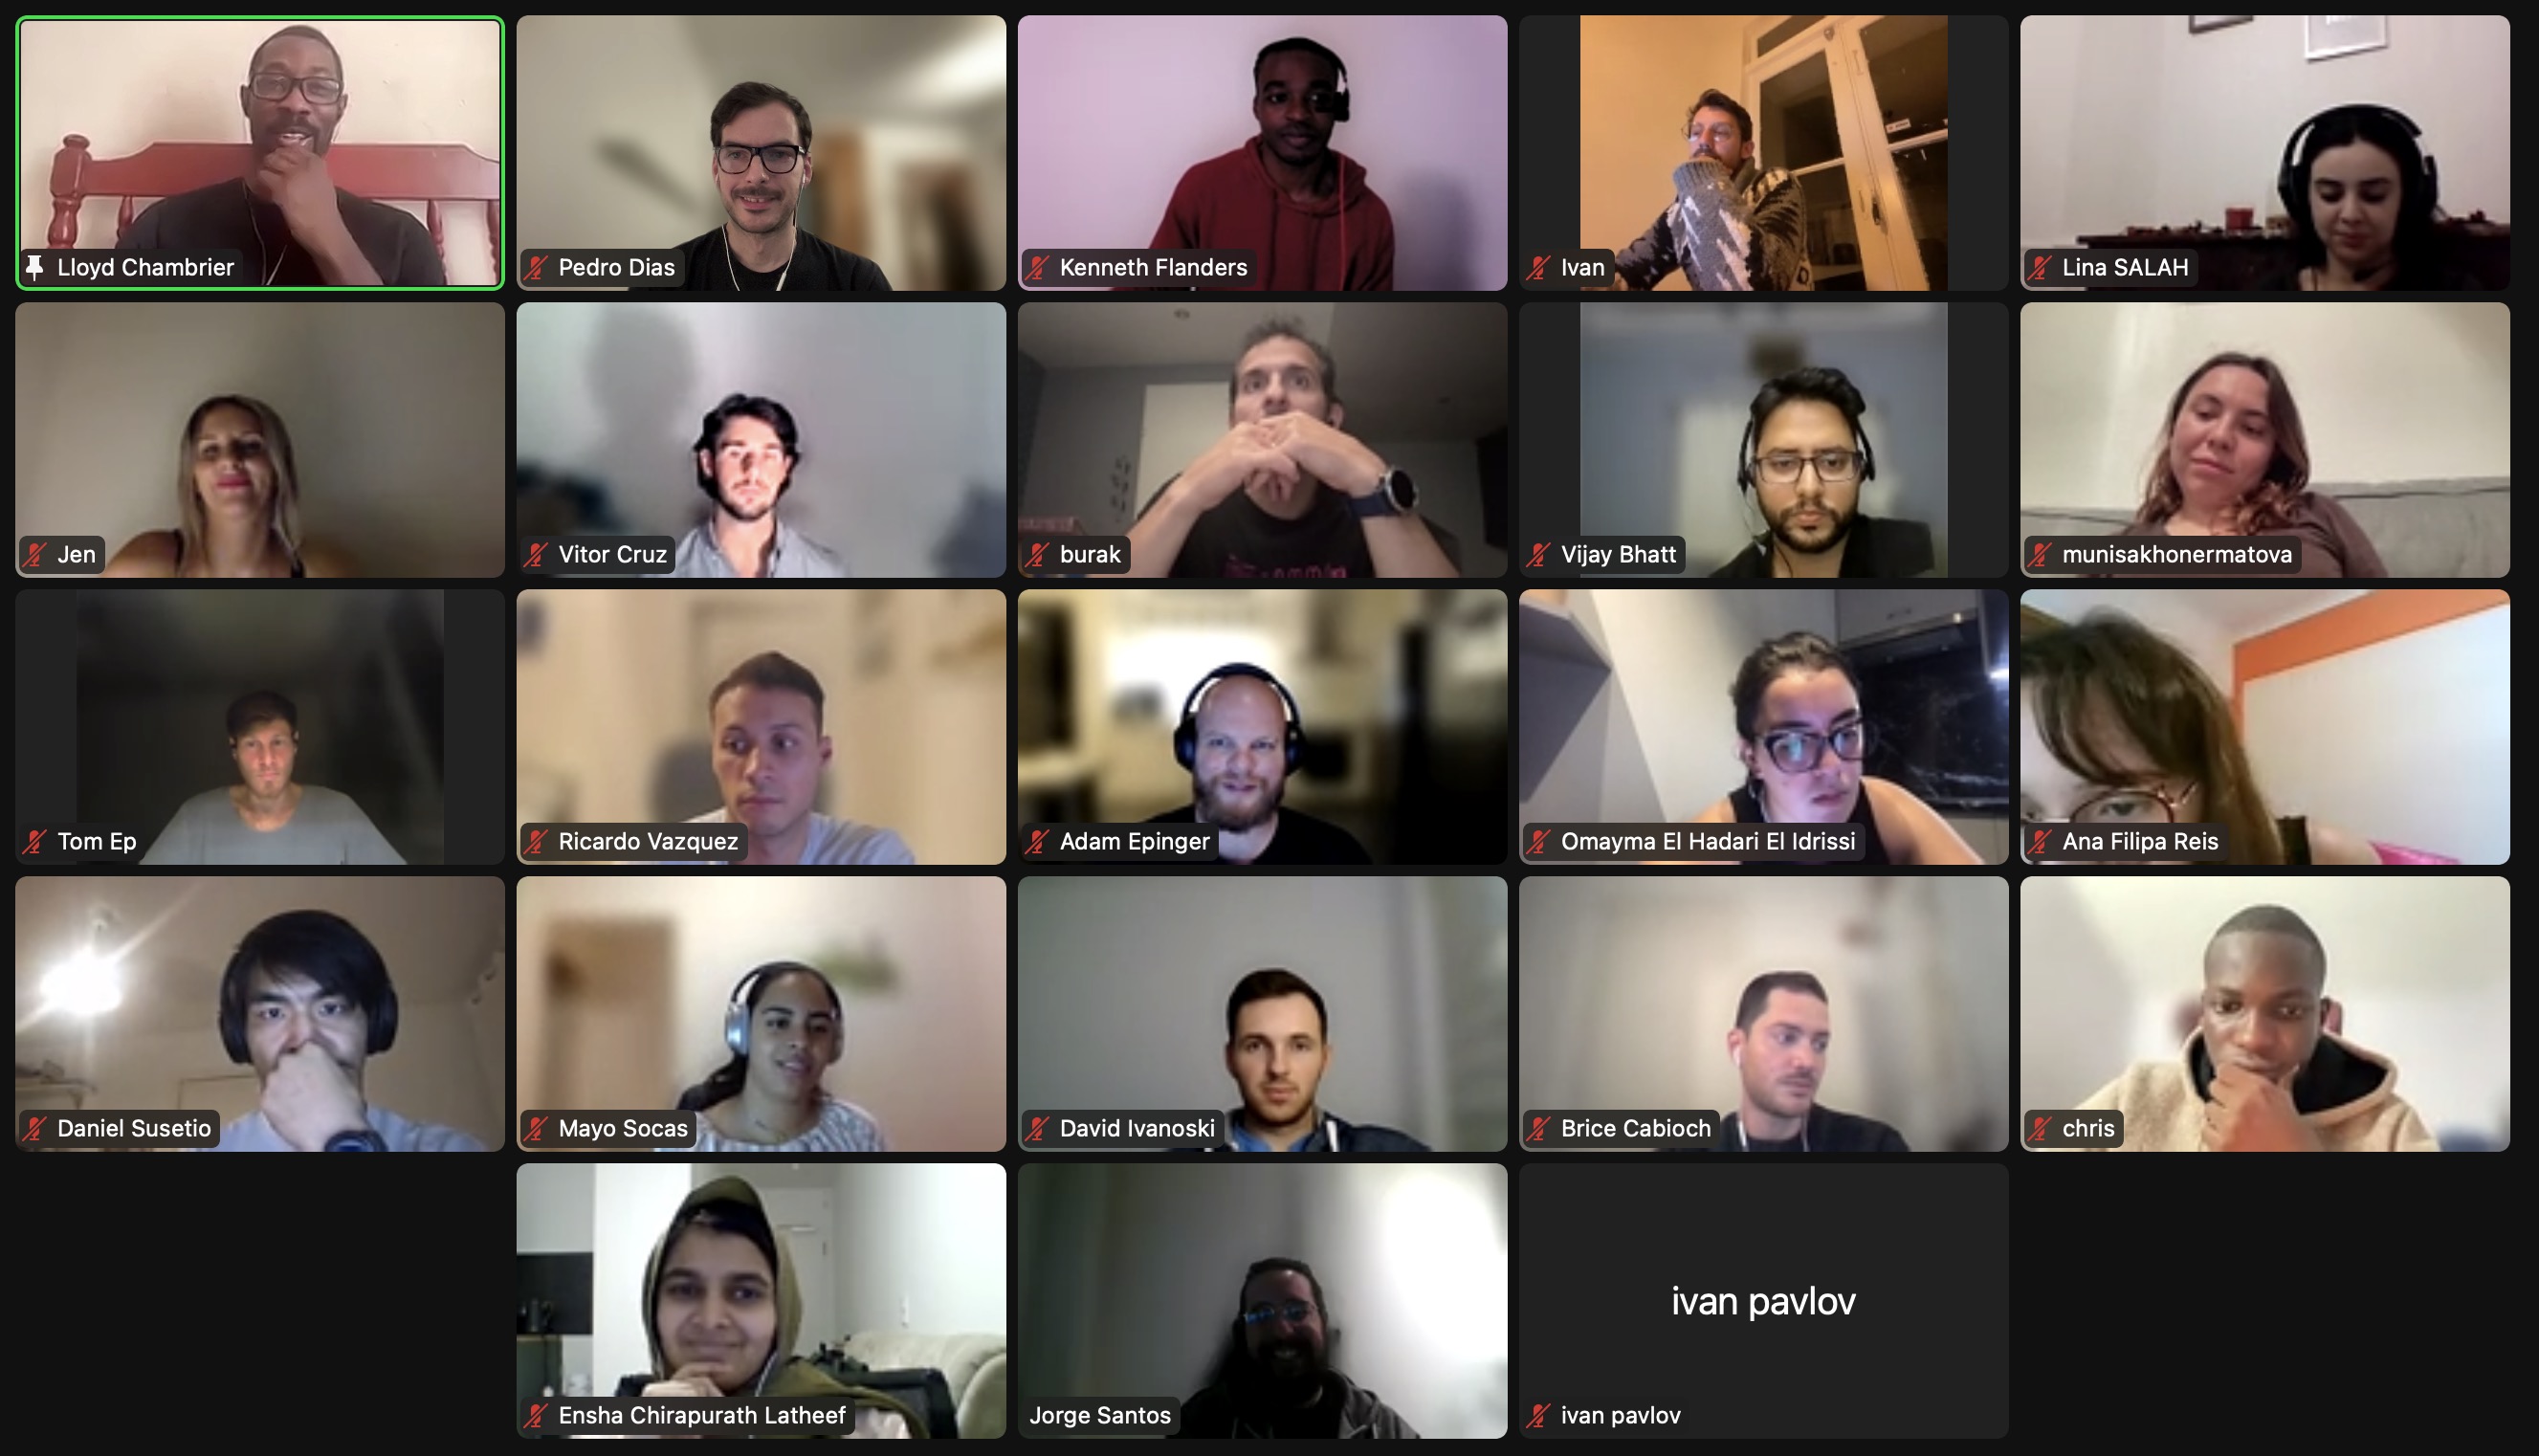 Lloyd Chambrier
Pedro Dias
Kenneth Flanders
Ivan
Lina SALAH
Jen
Vitor Cruz
burak
Vijay Bhatt
munisakhonermatova
Tom Ep
Ricardo Vazquez
Adam Epinger
Omayma El Hadari El Idrissi
Ana Filipa Reis
Daniel Susetio
Mayo Socas
David Ivanoski
Brice Cabioch
chris
Ensha Chirapurath Latheef
Jorge Santos
ivan pavlov
ivan pavlov